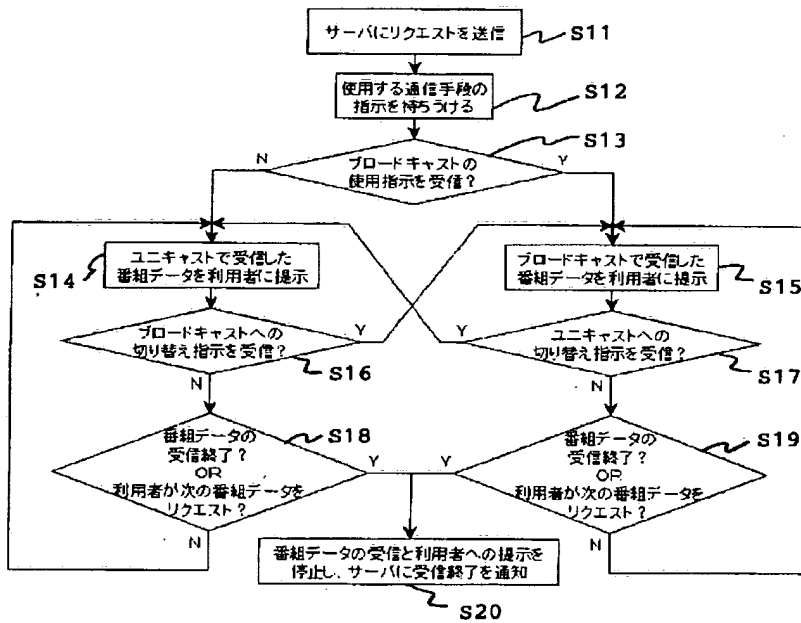 サーバにリクエストを送信
S11
使用する通信手段の
指示を待ちうける
S12
S13
N
ブロードキャストの
使用指示を受信?
Y
S14
ユニキャストで受信した
番組データを利用者に提示
ブロードキャストで受信した
番組データを利用者に提示
S15
ブロードキャストへの
切り替え指示を受信?
Y
S16
N
Y
ユニキャストへの
切り替え指示を受信?
S17
N
S18
番組データの
受信終了?
OR
利用者が次の番組データを
リクエスト?
Y
N
Y
番組データの
受信終了?
OR
利用者が次の番組データを
リクエスト?
S19
N
番組データの受信と利用者への提示を
停止し、サーバに受信終了を通知
S20